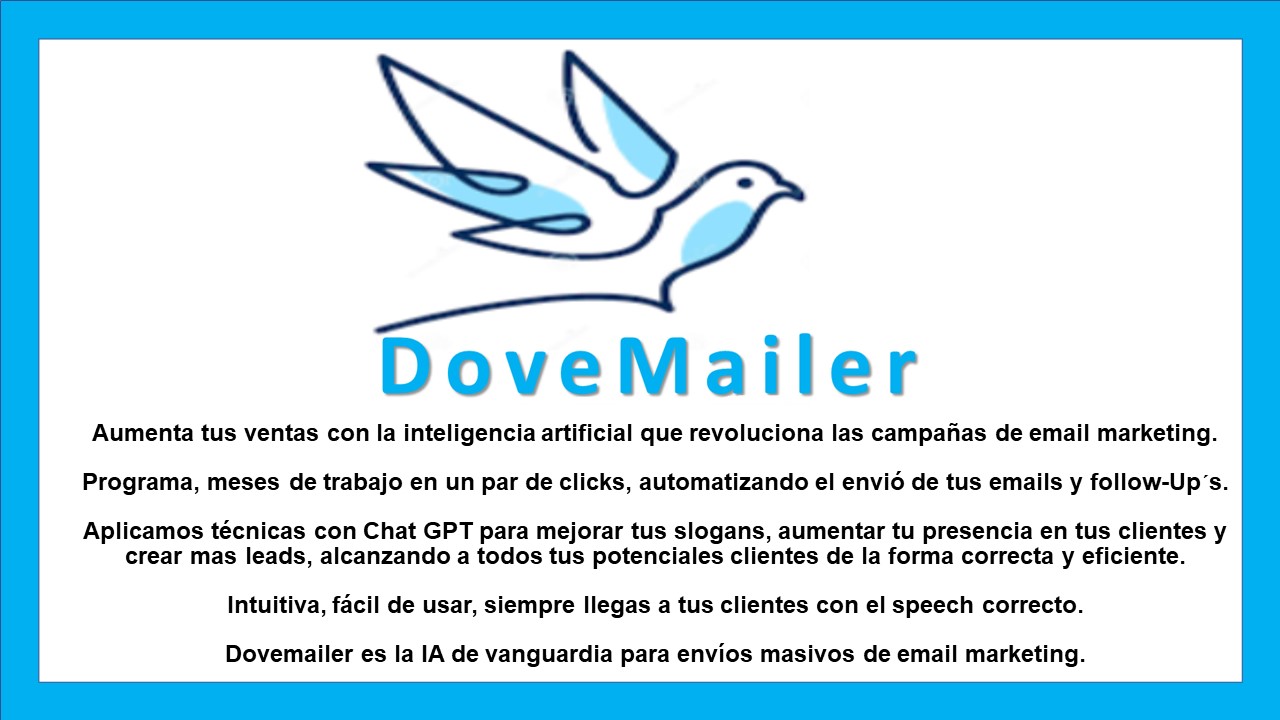 DoveMailer
Aumenta tus ventas con la inteligencia artificial que revoluciona las campañas de email marketing.
Programa, meses de trabajo en un par de clicks, automatizando el envió de tus emails y follow-Up´s.
Aplicamos técnicas con Chat GPT para mejorar tus slogans, aumentar tu presencia en tus clientes y
crear mas leads, alcanzando a todos tus potenciales clientes de la forma correcta y eficiente.
Intuitiva, fácil de usar, siempre llegas a tus clientes con el speech correcto.
Dovemailer es la IA de vanguardia para envíos masivos de email marketing.